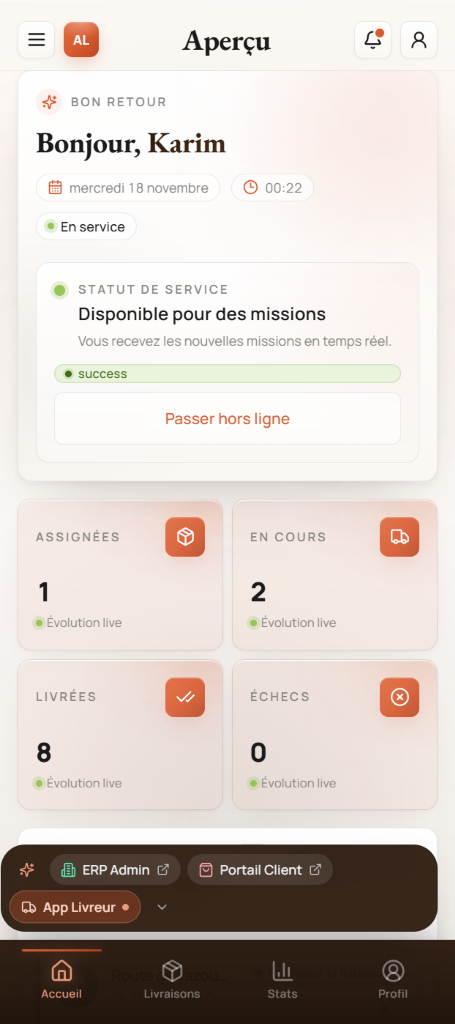 AL
Aperçu
BON RETOUR
Bonjour, Karim
mercredi 18 novembre
00:22
En service
STATUT DE SERVICE
Disponible pour des missions
Vous recevez les nouvelles missions en temps réel.
success
Passer hors ligne
ASSIGNÉES
EN COURS
1
2
Évolution live
Évolution live
LIVRÉES
ÉCHECS
8
0
Évolution live
Évolution live
ERP Admin
Portail Client
App Livreur
Accueil
Livraisons
Stats
Profil